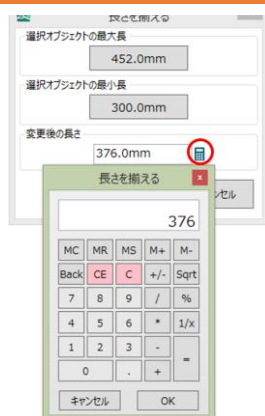 長さを揃える
選択オブジェクトの最大長
452.0mm
選択オブジェクトの最小長
300.0mm
変更後の長さ
376.0mm
長さを揃える x
ンセル
376
MC MR MS M+ M-
Back CE C +/- Sqrt
7 8 9 / %
4 5 6 * 1/x
1 2 3 - =
0 . +
キャンセル OK